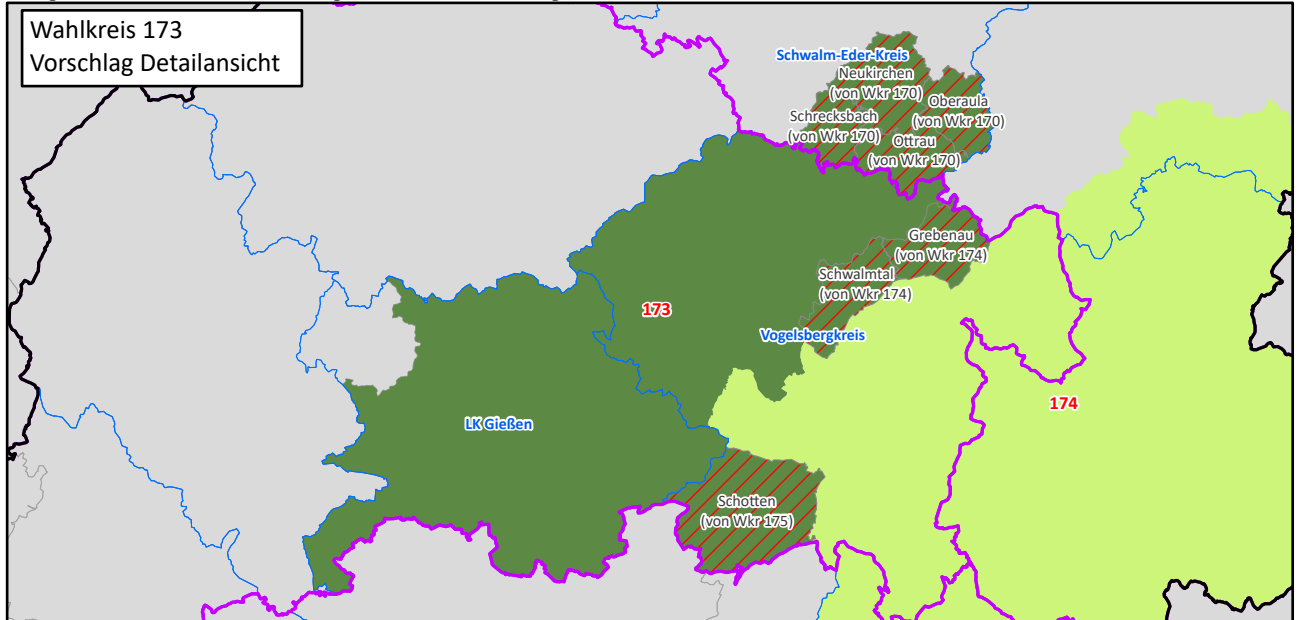 Wahlkreis 173
Vorschlag Detailansicht
Schwalm-Eder-Kreis
Neukirchen
(von Wkr 170)
Oberaula
(von Wkr 170)
Schrecksbach
(von Wkr 170)
Ottrau
(von Wkr 170)
Grebenau
(von Wkr 174)
Schwalmtal
(von Wkr 174)
173
Vogelsbergkreis
174
LK Gießen
Schotten
(von Wkr 175)